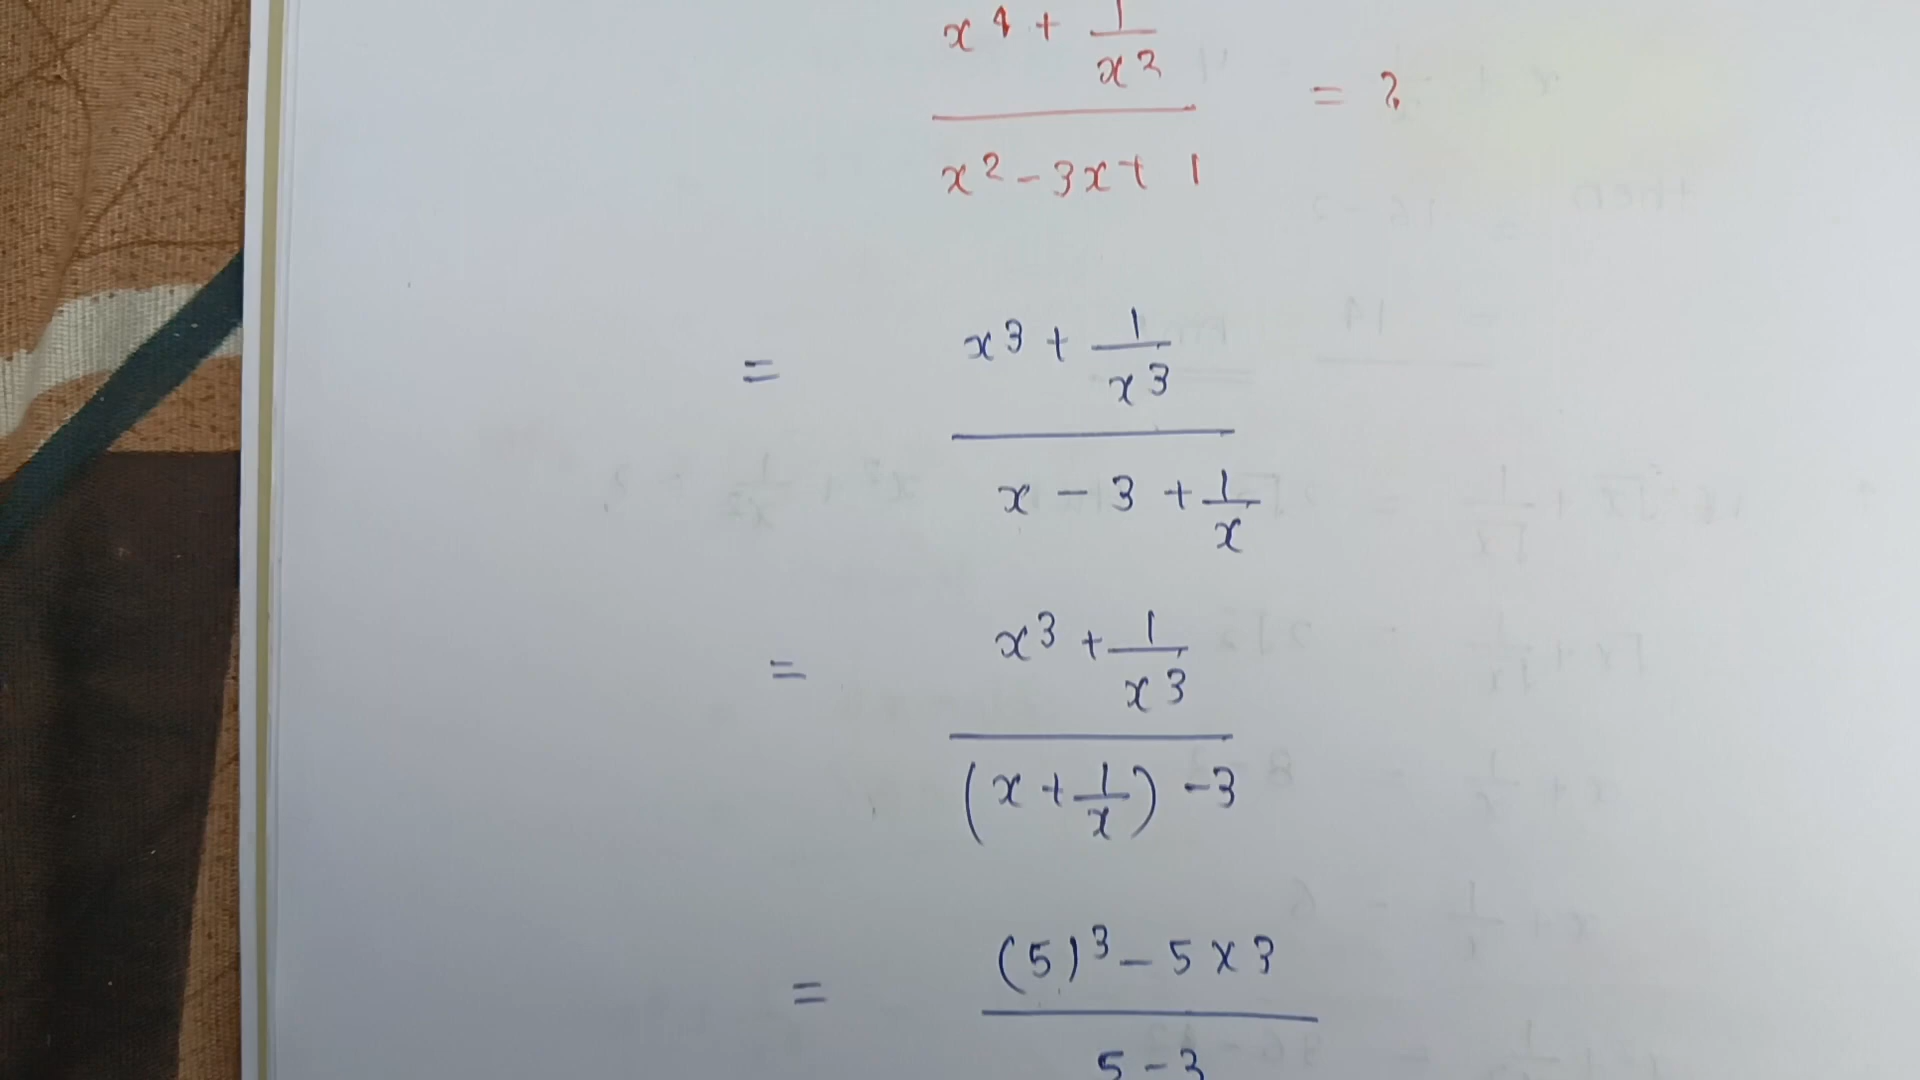 x⁴ + 1/x²
x² - 3x + 1
= ?
= x³ + 1/x³
x - 3 + 1/x
= x³ + 1/x³
(x + 1/x) - 3
= (5)³ - 5 × 3
5 - 3